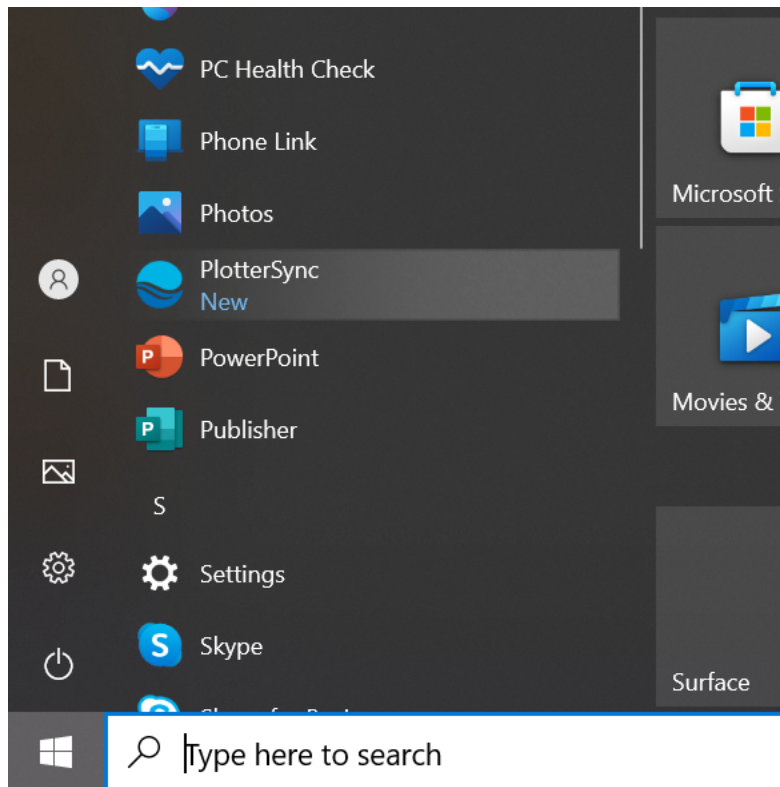 PC Health Check
Phone Link
Photos
PlotterSync
New
PowerPoint
Publisher
S
Settings
Skype
Microsoft
Movies &
Surface
Type here to search